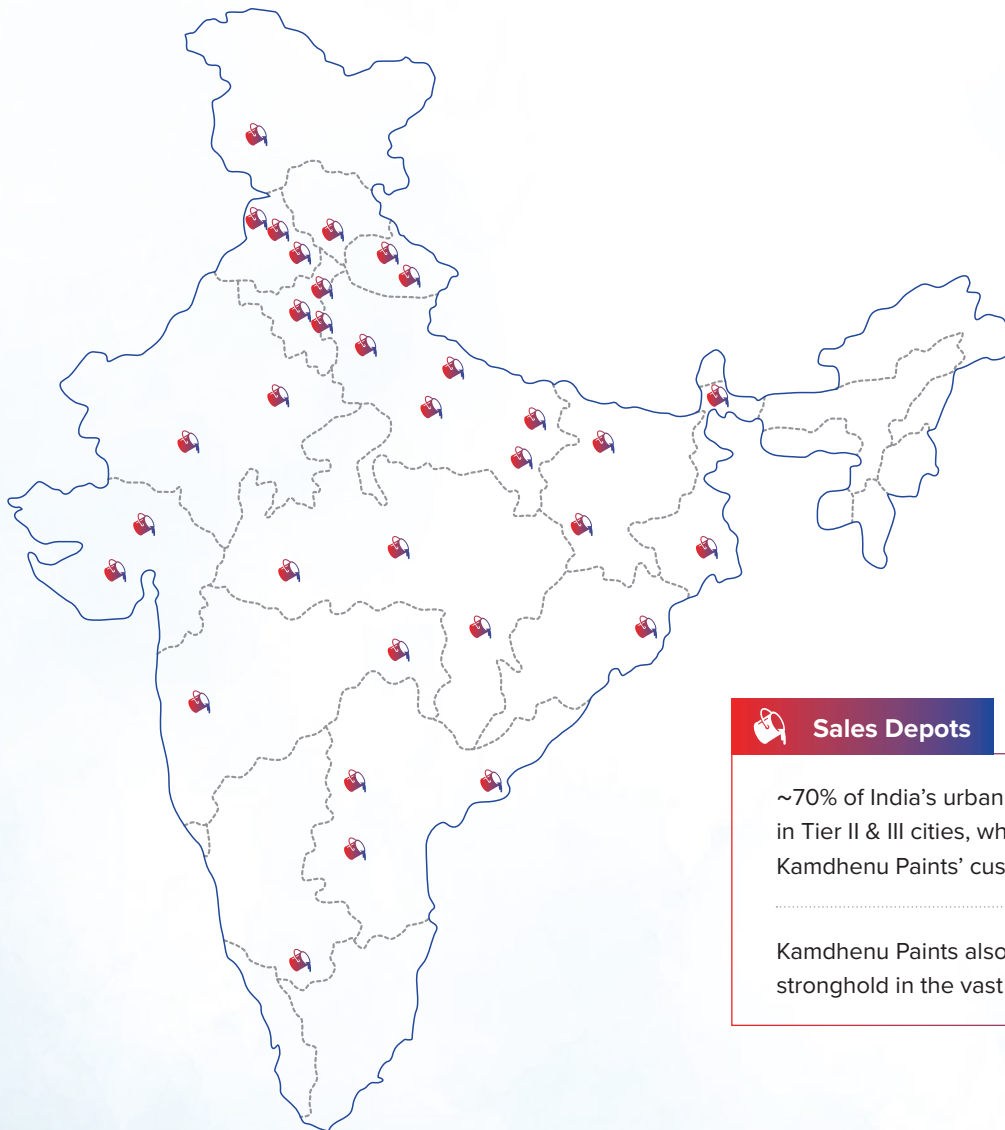 Sales Depots
~70% of India’s urban
in Tier II & III cities, wh
Kamdhenu Paints’ cus
Kamdhenu Paints also
stronghold in the vast